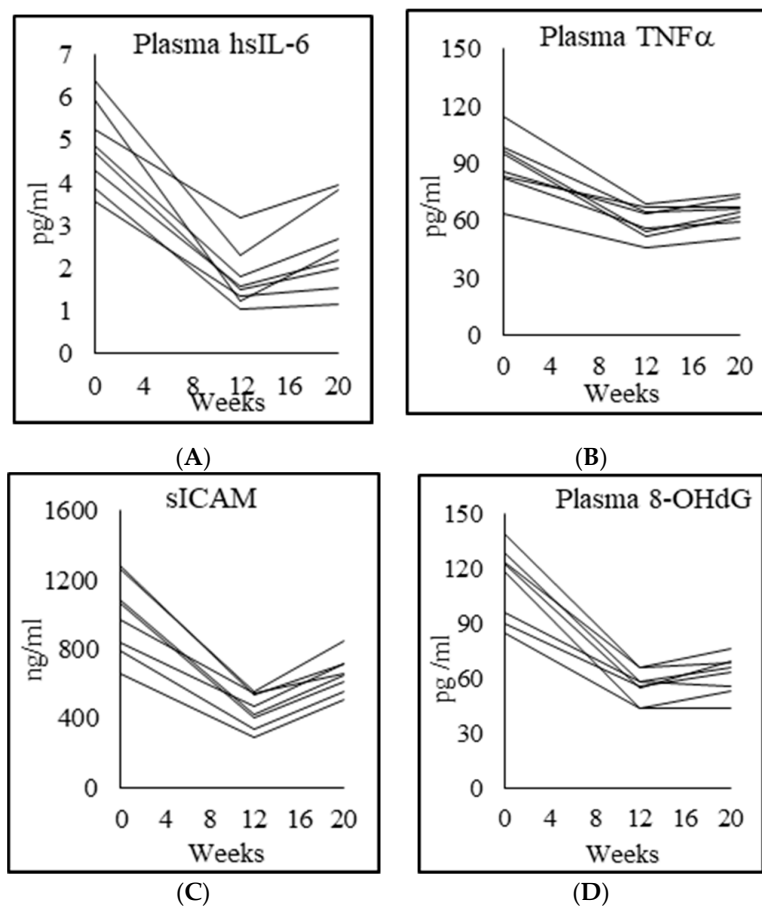 Plasma hsIL-6
7
6
5
4
3
2
1
0
pg/ml
0 4 8 12 16 20
Weeks
(A)
Plasma TNFα
150
120
90
60
30
0
pg/ml
0 4 8 12 16 20
Weeks
(B)
sICAM
1600
1200
800
400
0
ng/ml
0 4 8 12 16 20
Weeks
(C)
Plasma 8-OHdG
150
120
90
60
30
0
pg /ml
0 4 8 12 16 20
Weeks
(D)